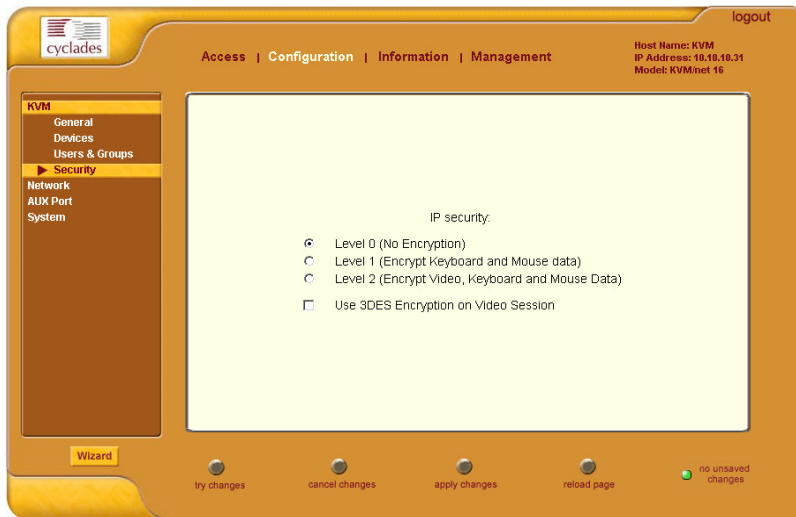 logout
cyclades
Access | Configuration | Information | Management
Host Name: KVM
IP Address: 10.10.10.31
Model: KVM/net 16
KVM
General
Devices
Users & Groups
Security
Network
AUX Port
System
IP security:
Level 0 (No Encryption)
Level 1 (Encrypt Keyboard and Mouse data)
Level 2 (Encrypt Video, Keyboard and Mouse Data)
Use 3DES Encryption on Video Session
Wizard
try changes
cancel changes
apply changes
reload page
no unsaved
changes